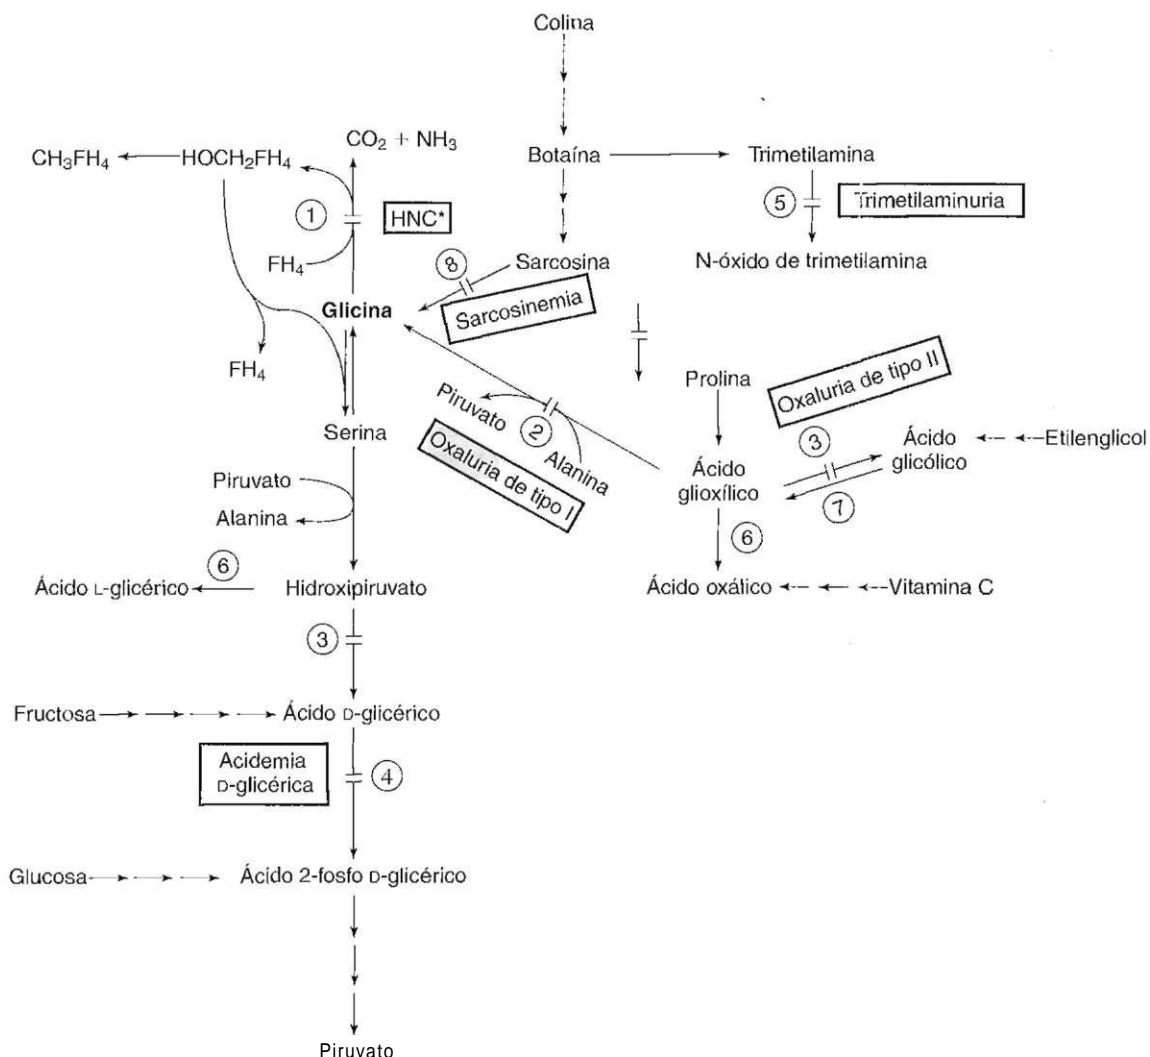 Colina
CO2 + NH3
CH3FH4
HOCH2FH4
Botaína
Trimetilamina
1
HNC*
5
Trimetilaminuria
FH4
8
Sarcosina
N-óxido de trimetilamina
Glicina
Sarcosinemia
FH4
Prolina
Oxaluria de tipo II
Piruvato
2
Serina
Alanina
Oxaluria de tipo I
3
Ácido
glicólico
Etilenglicol
Ácido
glioxílico
7
Piruvato
Alanina
6
6
Ácido L-glicérico
Hidroxipiruvato
Ácido oxálico
Vitamina C
3
Fructosa
Ácido D-glicérico
Acidemia
D-glicérica
4
Glucosa
Ácido 2-fosfo D-glicérico
Piruvato